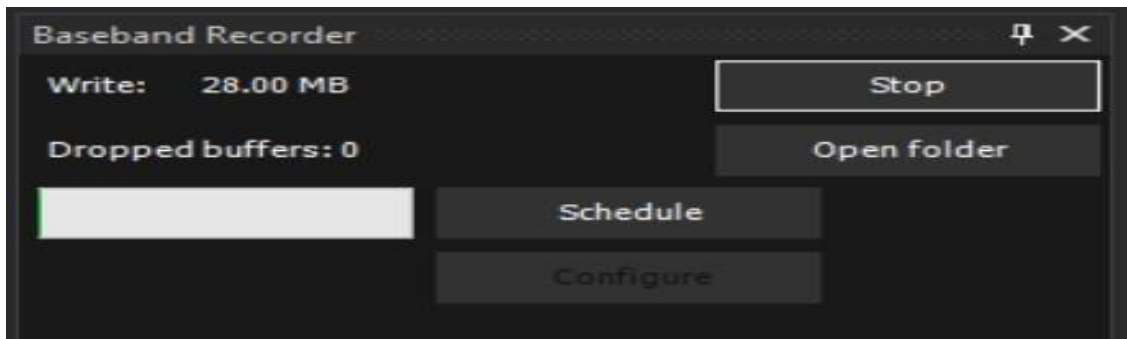 Baseband Recorder
Write: 28.00 MB Stop
Dropped buffers: 0 Open folder
Schedule
Configure